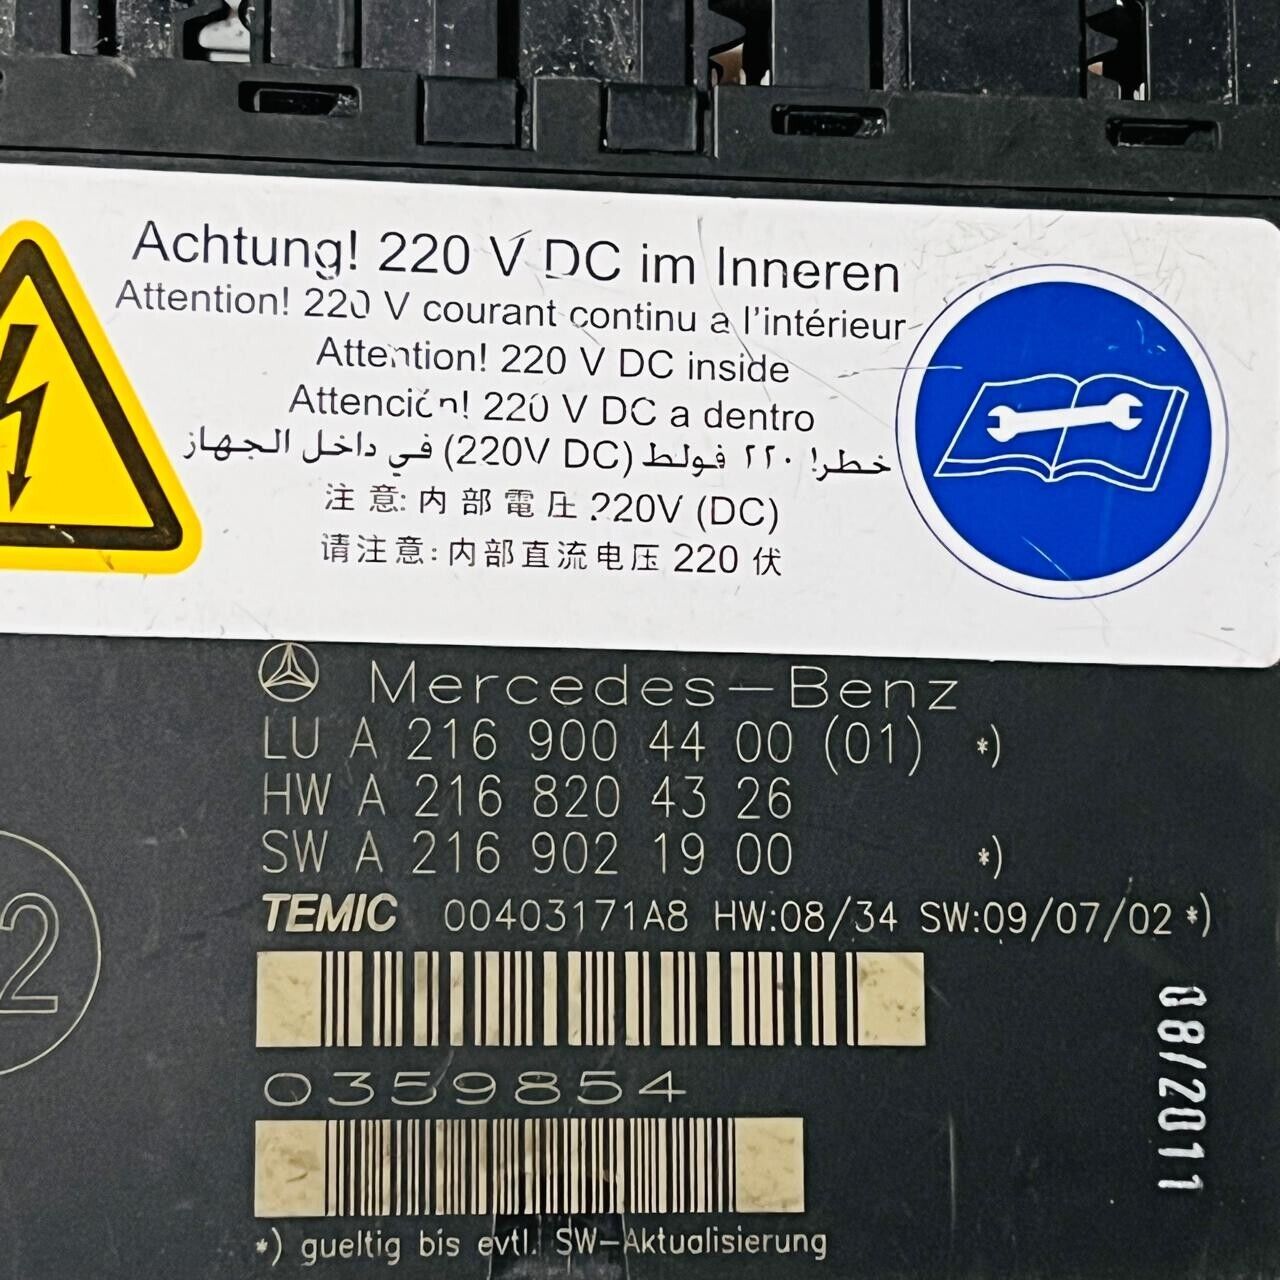 Achtung! 220 V DC im Inneren
Attention! 220 V courant continu a l'intérieur
Attention! 220 V DC inside
Attención! 220 V DC a dentro
خطر! ٢٢٠ فولط (220V DC) في داخل الجهاز
注意: 内部電圧 220V (DC)
请注意: 内部直流电压 220 伏
Mercedes-Benz
LU A 216 900 44 00 (01) *)
HW A 216 820 43 26
SW A 216 902 19 00 *)
TEMIC 00403171A8 HW:08/34 SW:09/07/02 *)
2
0359854
08/2011
*) gueltig bis evtl. SW-Aktualisierung